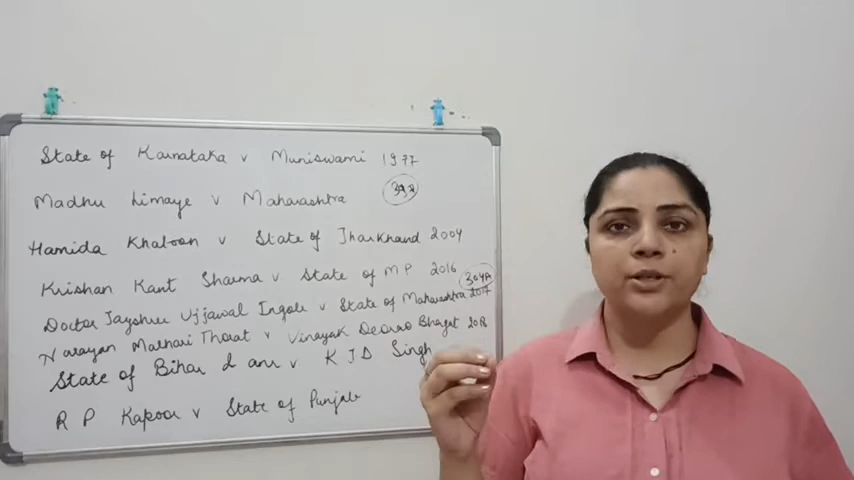 State of Karnataka v Muniswami 1977
Madhu Limaye v Maharashtra 397
Hamida Khatoon v State of Jharkhand 2004
Krishan Kant Sharma v State of MP 2016 304A
Doctor Jayshree Ujjawal Ingole v State of Maharashtra 2017
Narayan Malhari Thorat v Vinayak Deorao Bhagat 2018
State of Bihar & anr v KJD Singh
R P Kapoor v State of Punjab